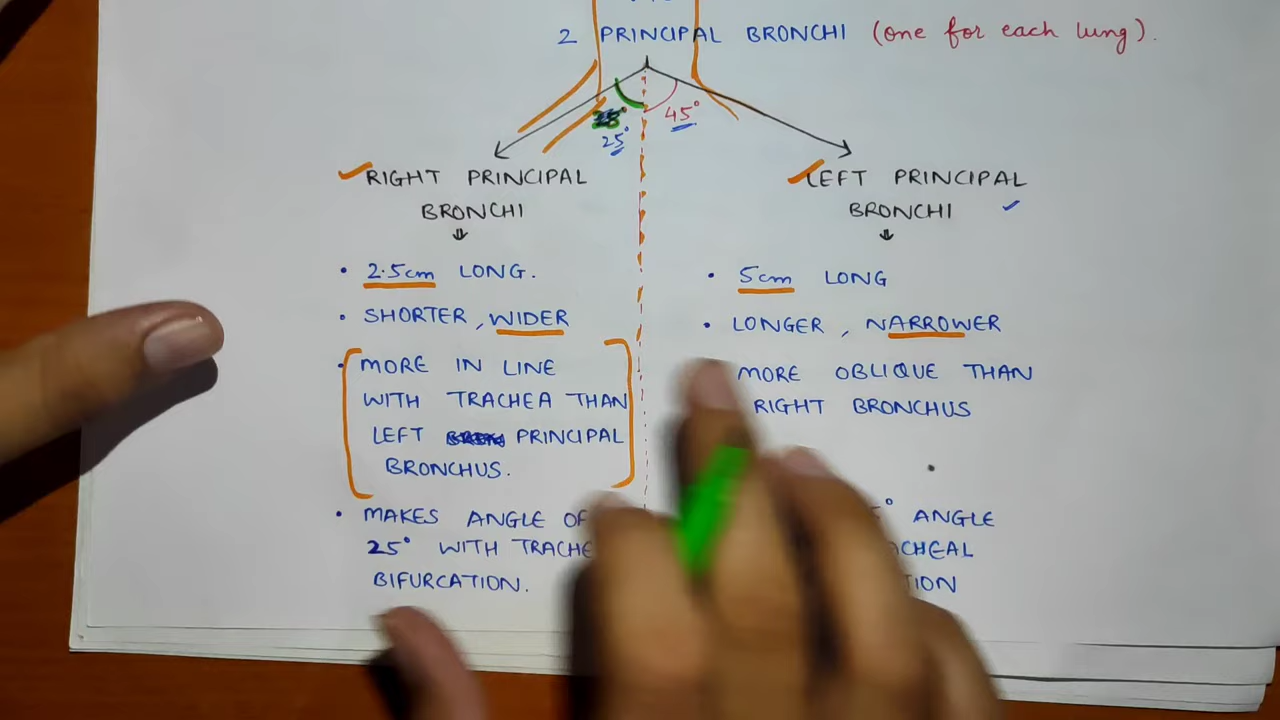 2 PRINCIPAL BRONCHI (one for each lung).
45°
25°
RIGHT PRINCIPAL
BRONCHI
• 2.5cm LONG.
• SHORTER, WIDER
• MORE IN LINE
WITH TRACHEA THAN
LEFT PRINCIPAL
BRONCHUS.
• MAKES ANGLE OF
25° WITH TRACHE
BIFURCATION.
LEFT PRINCIPAL
BRONCHI
• 5cm LONG
• LONGER, NARROWER
MORE OBLIQUE THAN
RIGHT BRONCHUS
ANGLE